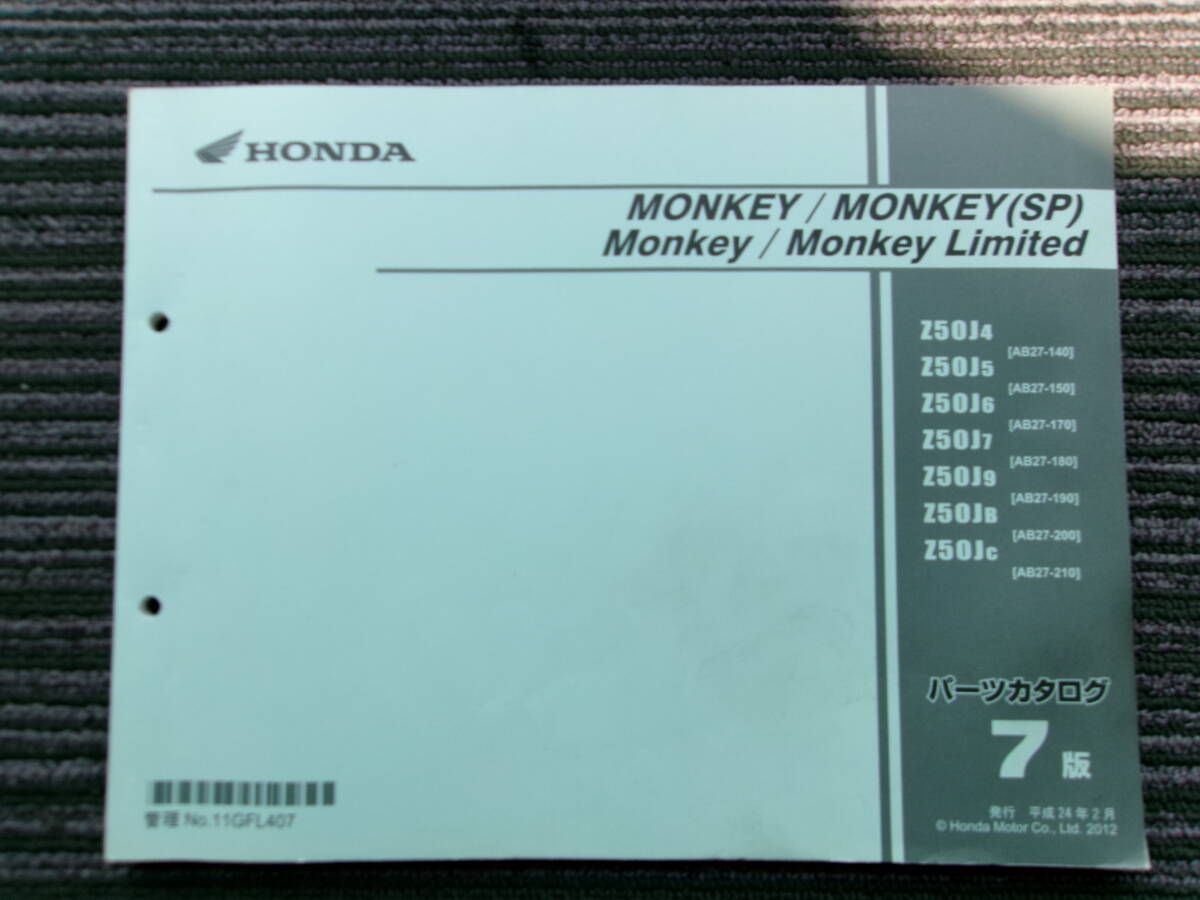 HONDA
MONKEY / MONKEY(SP)
Monkey / Monkey Limited
Z50J4
[AB27-140]
Z50J5
[AB27-150]
Z50J6
[AB27-170]
Z50J7
[AB27-180]
Z50J9
[AB27-190]
Z50JB
[AB27-200]
Z50JC
[AB27-210]
パーツカタログ
7版
発行 平成24年2月
© Honda Motor Co., Ltd. 2012
管理 No.11GFL407